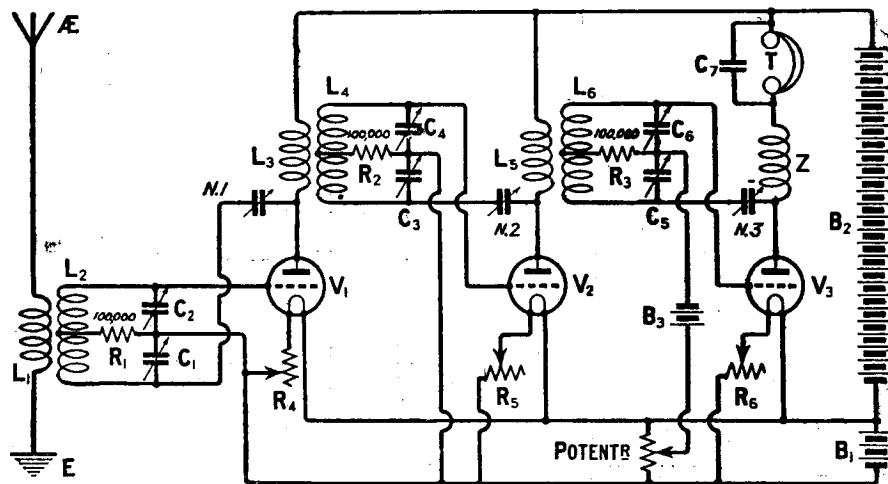 Æ
C₇
T
L₄
L₆
100,000
C₄
100,000
C₆
L₃
R₂
L₅
R₃
Z
N.1
C₃
N.2
C₅
N.3
B₂
L₂
V₁
V₂
V₃
100,000
C₂
B₃
R₁
C₁
L₁
R₄
R₅
R₆
E
POTENTR
B₁